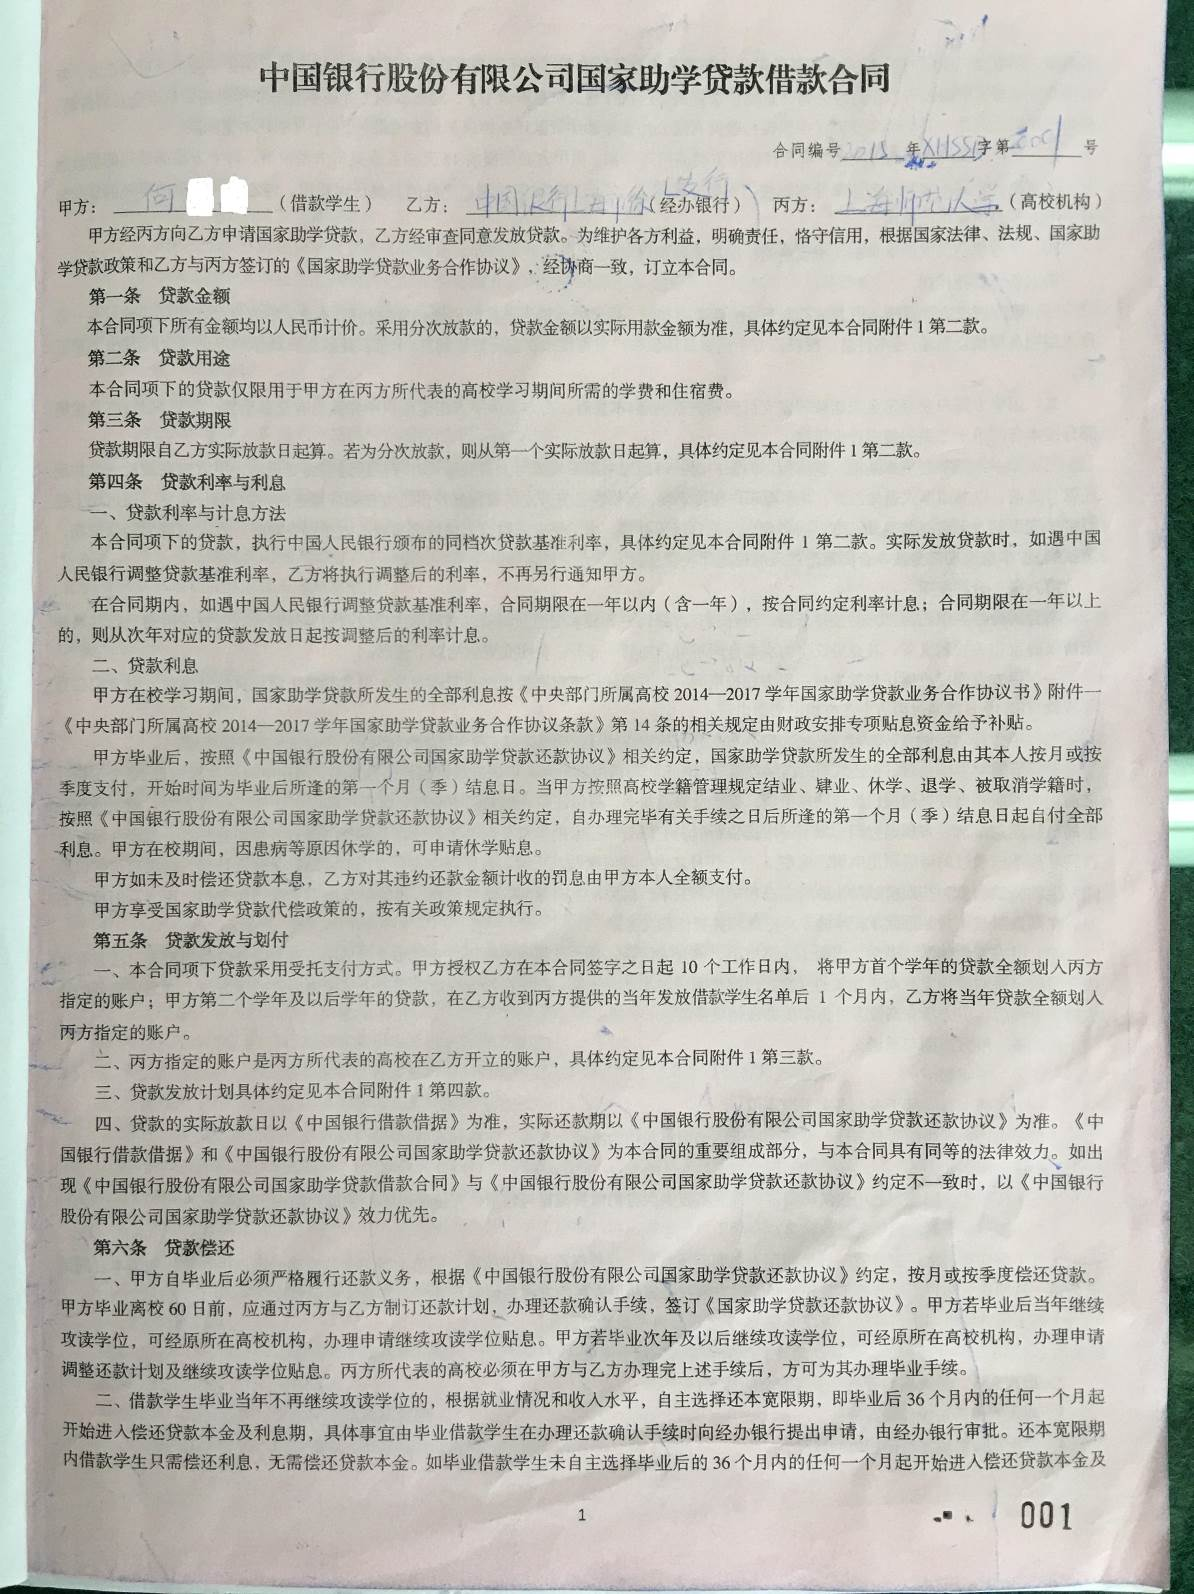 中国银行股份有限公司国家助学贷款借款合同
合同编号 2015 年 XHSSB 字第 2001 号
甲方： 何 （借款学生） 乙方： 中国银行上海市徐汇支行 （经办银行） 丙方： 上海师范大学 （高校机构）
甲方经丙方向乙方申请国家助学贷款，乙方经审查同意发放贷款。为维护各方利益，明确责任，恪守信用，根据国家法律、法规、国家助
学贷款政策和乙方与丙方签订的《国家助学贷款业务合作协议》，经协商一致，订立本合同。
第一条 贷款金额
本合同项下所有金额均以人民币计价。采用分次放款的，贷款金额以实际用款金额为准，具体约定见本合同附件 1 第二款。
第二条 贷款用途
本合同项下的贷款仅限用于甲方在丙方所代表的高校学习期间所需的学费和住宿费。
第三条 贷款期限
贷款期限自乙方实际放款日起算。若为分次放款，则从第一个实际放款日起算，具体约定见本合同附件 1 第二款。
第四条 贷款利率与利息
一、贷款利率与计息方法
本合同项下的贷款，执行中国人民银行颁布的同档次贷款基准利率，具体约定见本合同附件 1 第二款。实际发放贷款时，如遇中国
人民银行调整贷款基准利率，乙方将执行调整后的利率，不再另行通知甲方。
在合同期内，如遇中国人民银行调整贷款基准利率，合同期限在一年以内（含一年），按合同约定利率计息；合同期限在一年以上
的，则从次年对应的贷款发放日起按调整后的利率计息。
二、贷款利息
甲方在校学习期间，国家助学贷款所发生的全部利息按《中央部门所属高校 2014—2017 学年国家助学贷款业务合作协议书》附件一
《中央部门所属高校 2014—2017 学年国家助学贷款业务合作协议条款》第 14 条的相关规定由财政安排专项贴息资金给予补贴。
甲方毕业后，按照《中国银行股份有限公司国家助学贷款还款协议》相关约定，国家助学贷款所发生的全部利息由其本人按月或按
季度支付，开始时间为毕业后所逢的第一个月（季）结息日。当甲方按照高校学籍管理规定结业、肄业、休学、退学、被取消学籍时，
按照《中国银行股份有限公司国家助学贷款还款协议》相关约定，自办理完毕有关手续之日后所逢的第一个月（季）结息日起自付全部
利息。甲方在校期间，因患病等原因休学的，可申请休学贴息。
甲方如未及时偿还贷款本息，乙方对其违约还款金额计收的罚息由甲方本人全额支付。
甲方享受国家助学贷款代偿政策的，按有关政策规定执行。
第五条 贷款发放与划付
一、本合同项下贷款采用受托支付方式。甲方授权乙方在本合同签字之日起 10 个工作日内， 将甲方首个学年的贷款全额划入丙方
指定的账户；甲方第二个学年及以后学年的贷款，在乙方收到丙方提供的当年发放借款学生名单后 1 个月内，乙方将当年贷款全额划入
丙方指定的账户。
二、丙方指定的账户是丙方所代表的高校在乙方开立的账户，具体约定见本合同附件 1 第三款。
三、贷款发放计划具体约定见本合同附件 1 第四款。
四、贷款的实际放款日以《中国银行借款借据》为准，实际还款期以《中国银行股份有限公司国家助学贷款还款协议》为准。《中
国银行借款借据》和《中国银行股份有限公司国家助学贷款还款协议》为本合同的重要组成部分，与本合同具有同等的法律效力。如出
现《中国银行股份有限公司国家助学贷款借款合同》与《中国银行股份有限公司国家助学贷款还款协议》约定不一致时，以《中国银行
股份有限公司国家助学贷款还款协议》效力优先。
第六条 贷款偿还
一、甲方自毕业后必须严格履行还款义务，根据《中国银行股份有限公司国家助学贷款还款协议》约定，按月或按季度偿还贷款。
甲方毕业离校 60 日前，应通过丙方与乙方制订还款计划，办理还款确认手续，签订《国家助学贷款还款协议》。甲方若毕业后当年继续
攻读学位，可经原所在高校机构，办理申请继续攻读学位贴息。甲方若毕业次年及以后继续攻读学位，可经原所在高校机构，办理申请
调整还款计划及继续攻读学位贴息。丙方所代表的高校必须在甲方与乙方办理完上述手续后，方可为其办理毕业手续。
二、借款学生毕业当年不再继续攻读学位的，根据就业情况和收入水平，自主选择还本宽限期，即毕业后 36 个月内的任何一个月起
开始进入偿还贷款本金及利息期，具体事宜由毕业借款学生在办理还款确认手续时向经办银行提出申请，由经办银行审批。还本宽限期
内借款学生只需偿还利息，无需偿还贷款本金。如毕业借款学生未自主选择毕业后的 36 个月内的任何一个月起开始进入偿还贷款本金及
1
001